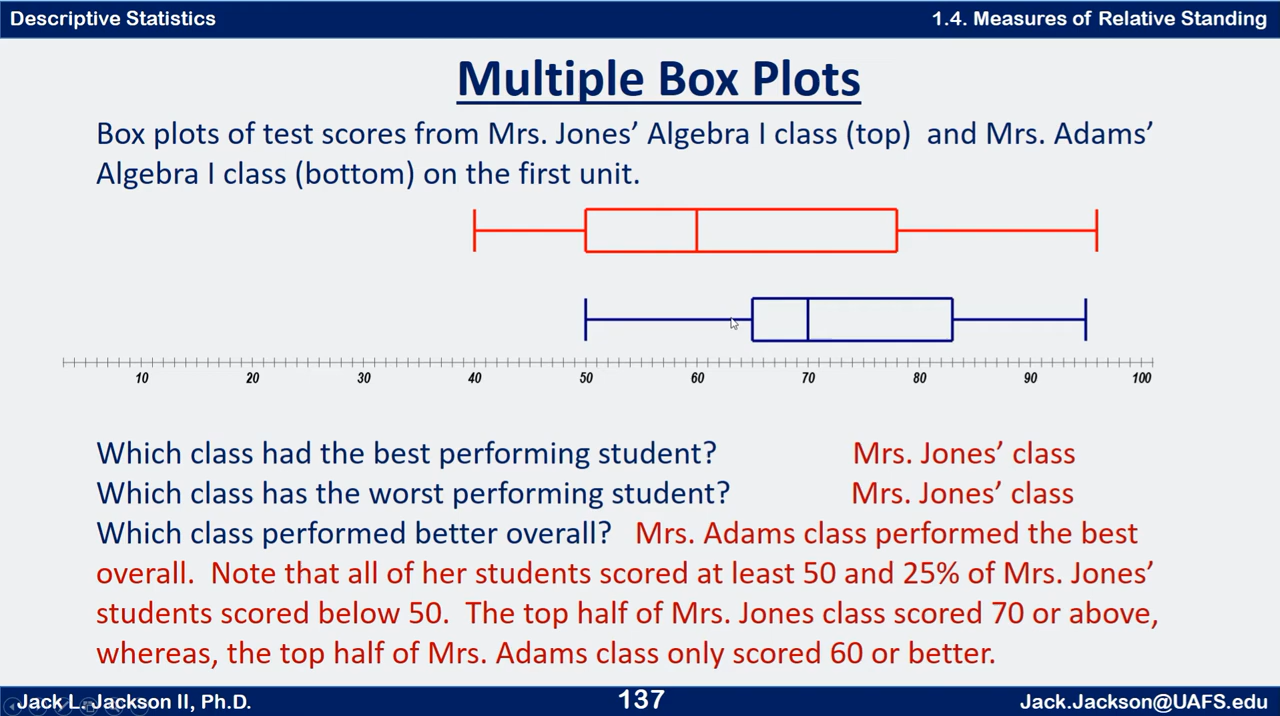 Descriptive Statistics
1.4. Measures of Relative Standing
Multiple Box Plots
Box plots of test scores from Mrs. Jones’ Algebra I class (top) and Mrs. Adams’
Algebra I class (bottom) on the first unit.
10 20 30 40 50 60 70 80 90 100
Which class had the best performing student? Mrs. Jones’ class
Which class has the worst performing student? Mrs. Jones’ class
Which class performed better overall? Mrs. Adams class performed the best
overall. Note that all of her students scored at least 50 and 25% of Mrs. Jones’
students scored below 50. The top half of Mrs. Jones class scored 70 or above,
whereas, the top half of Mrs. Adams class only scored 60 or better.
Jack L. Jackson II, Ph.D.
137
Jack.Jackson@UAFS.edu